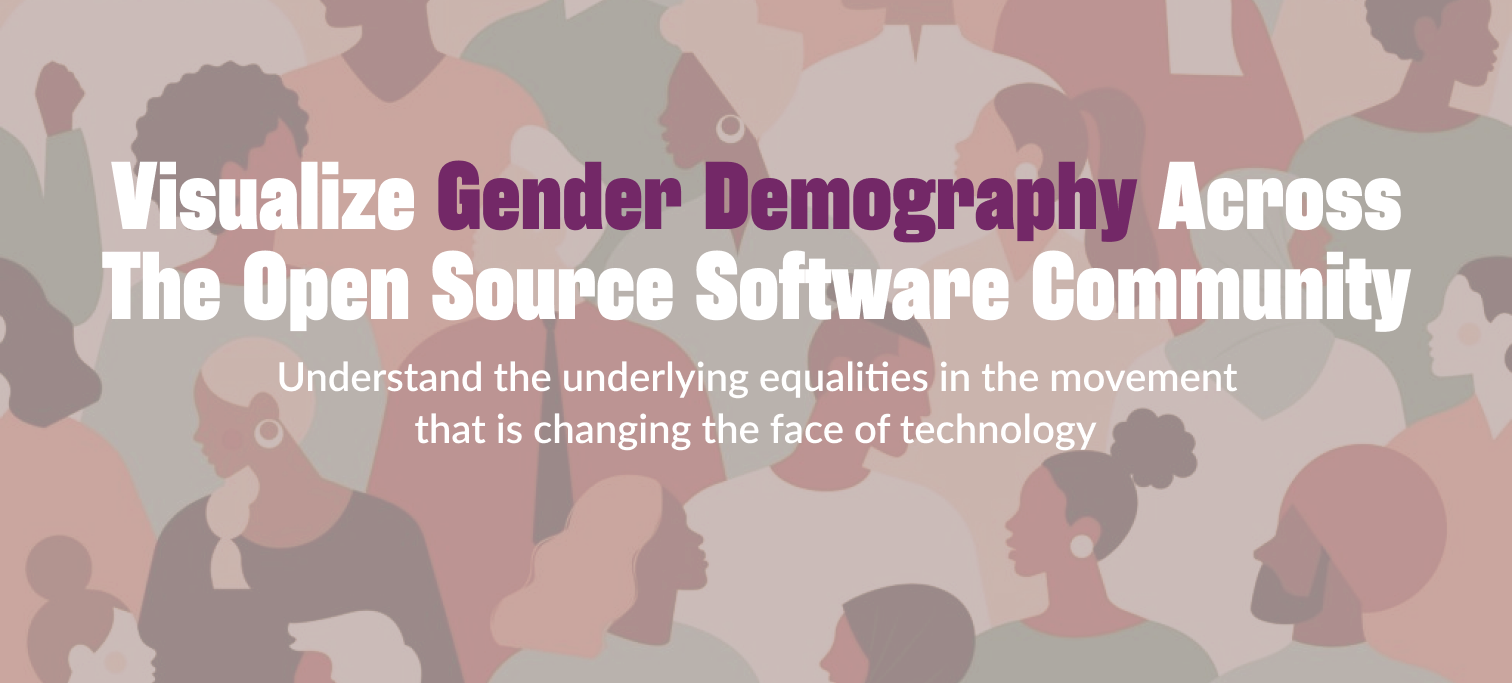 Visualize Gender Demography Across
The Open Source Software Community
Understand the underlying equalities in the movement
that is changing the face of technology